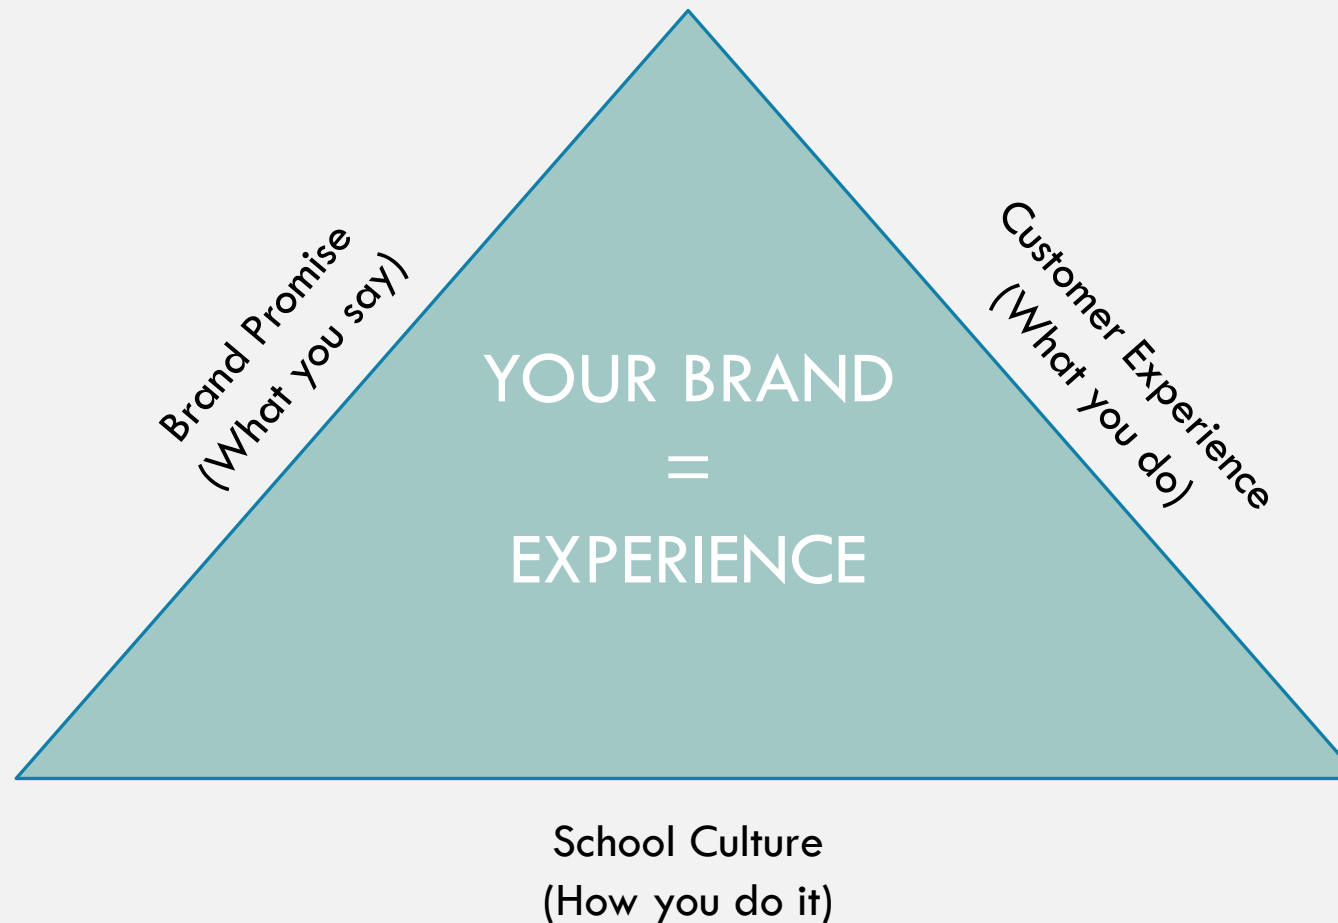 Brand Promise
(What you say)
Customer Experience
(What you do)
YOUR BRAND
=
EXPERIENCE
School Culture
(How you do it)